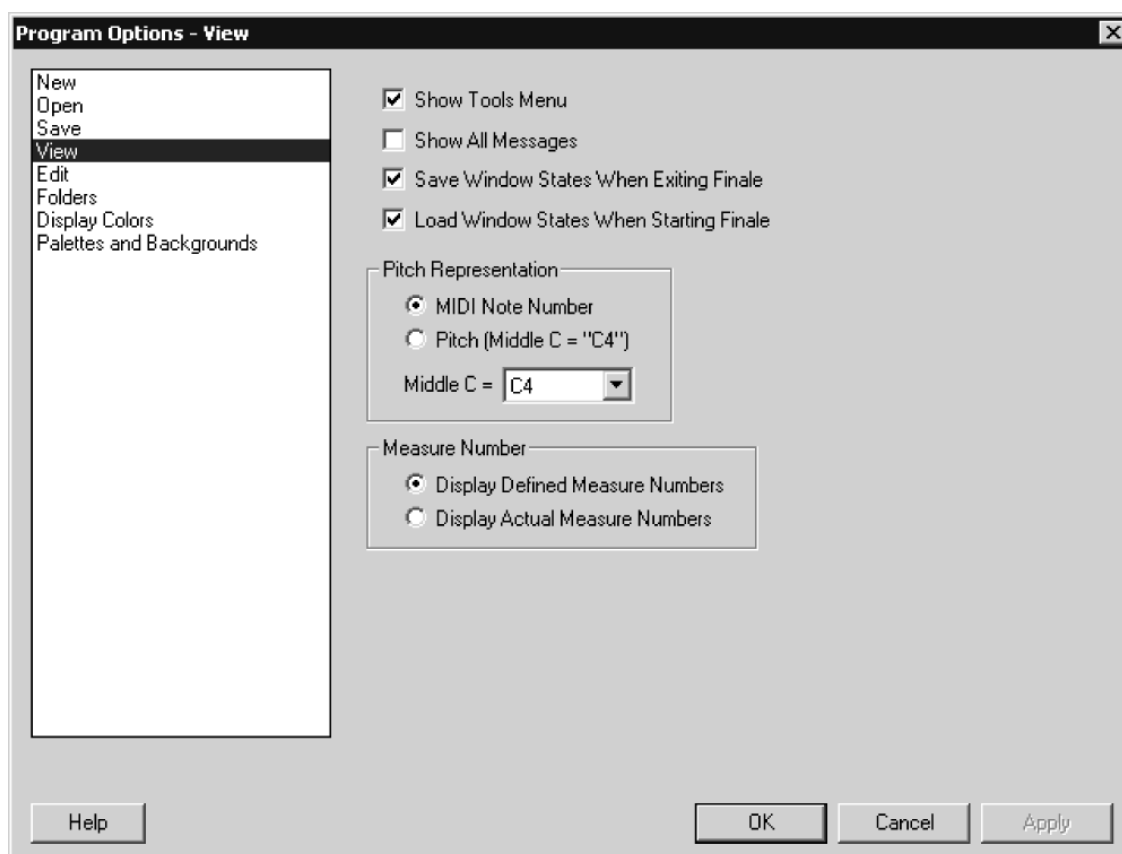 Program Options - View
New
Open
Save
View
Edit
Folders
Display Colors
Palettes and Backgrounds
Show Tools Menu
Show All Messages
Save Window States When Exiting Finale
Load Window States When Starting Finale
Pitch Representation
MIDI Note Number
Pitch (Middle C = "C4")
Middle C = C4
Measure Number
Display Defined Measure Numbers
Display Actual Measure Numbers
Help OK Cancel Apply